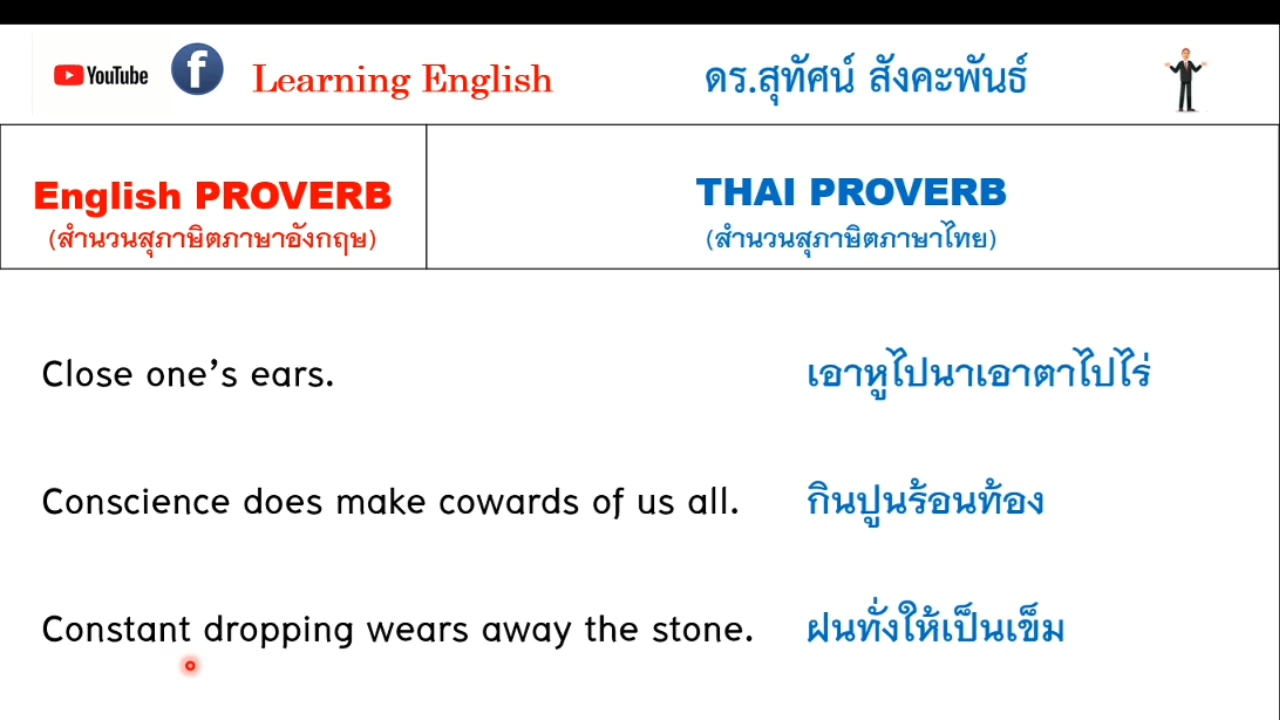 YouTube f Learning English ดร.สุทัศน์ สังคะพันธ์
English PROVERB
(สำนวนสุภาษิตภาษาอังกฤษ)
THAI PROVERB
(สำนวนสุภาษิตภาษาไทย)
Close one’s ears. เอาหูไปนาเอาตาไปไร่
Conscience does make cowards of us all. กินปูนร้อนท้อง
Constant dropping wears away the stone. ฝนทั่งให้เป็นเข็ม